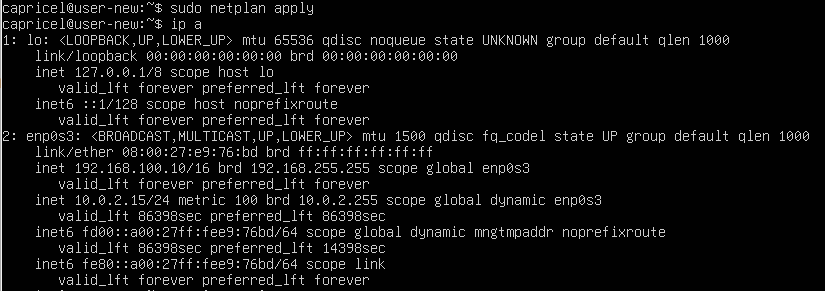 capricel@user-new:~$ sudo netplan apply
capricel@user-new:~$ ip a
1: lo: <LOOPBACK,UP,LOWER_UP> mtu 65536 qdisc noqueue state UNKNOWN group default qlen 1000
    link/loopback 00:00:00:00:00:00 brd 00:00:00:00:00:00
    inet 127.0.0.1/8 scope host lo
       valid_lft forever preferred_lft forever
    inet6 ::1/128 scope host noprefixroute
       valid_lft forever preferred_lft forever
2: enp0s3: <BROADCAST,MULTICAST,UP,LOWER_UP> mtu 1500 qdisc fq_codel state UP group default qlen 1000
    link/ether 08:00:27:e9:76:bd brd ff:ff:ff:ff:ff:ff
    inet 192.168.100.10/16 brd 192.168.255.255 scope global enp0s3
       valid_lft forever preferred_lft forever
    inet 10.0.2.15/24 metric 100 brd 10.0.2.255 scope global dynamic enp0s3
       valid_lft 86398sec preferred_lft 86398sec
    inet6 fd00::a00:27ff:fee9:76bd/64 scope global dynamic mngtmpaddr noprefixroute
       valid_lft 86398sec preferred_lft 14398sec
    inet6 fe80::a00:27ff:fee9:76bd/64 scope link
       valid_lft forever preferred_lft forever